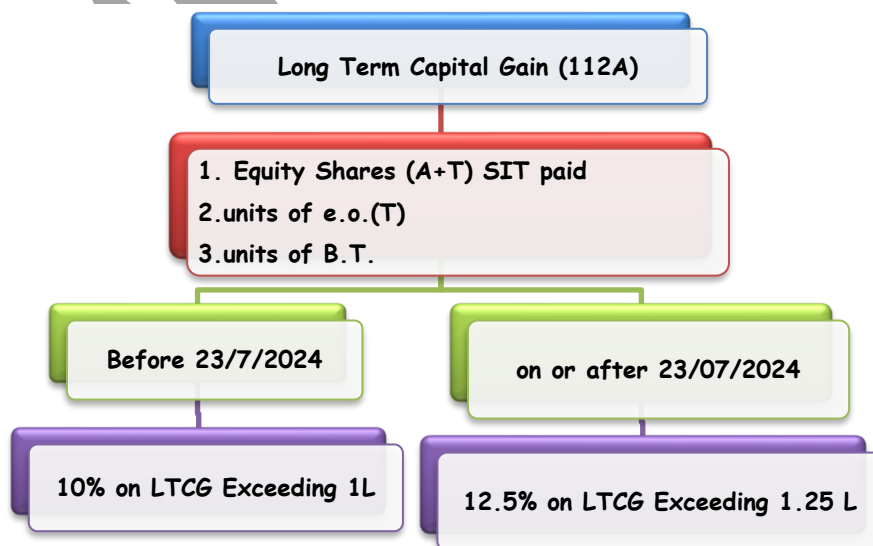 Long Term Capital Gain (112A)
1. Equity Shares (A+T) SIT paid
2.units of e.o.(T)
3.units of B.T.
Before 23/7/2024
on or after 23/07/2024
10% on LTCG Exceeding 1L
12.5% on LTCG Exceeding 1.25 L